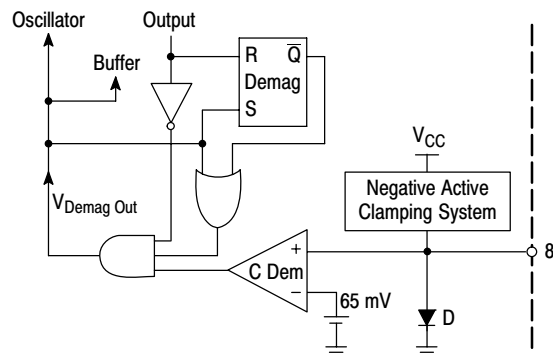 Oscillator
Output
Buffer
R Q
Demag
S
VCC
Negative Active
Clamping System
VDemag Out
+
C Dem
8
–
65 mV
D